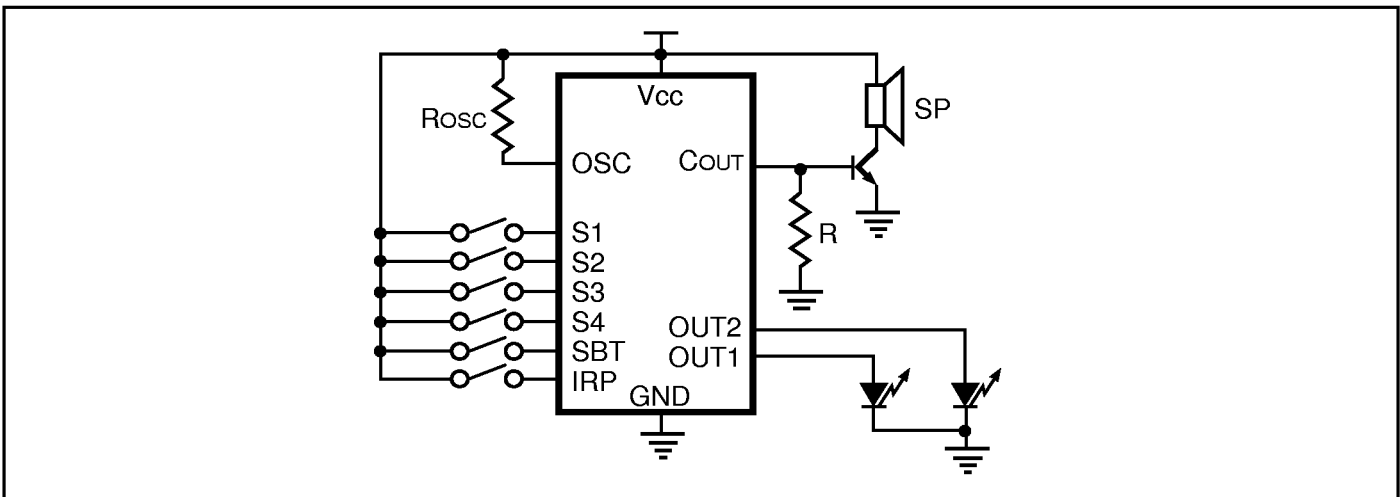 Vcc
ROSC
SP
OSC
COUT
S1
R
S2
S3
S4
OUT2
SBT
OUT1
IRP
GND